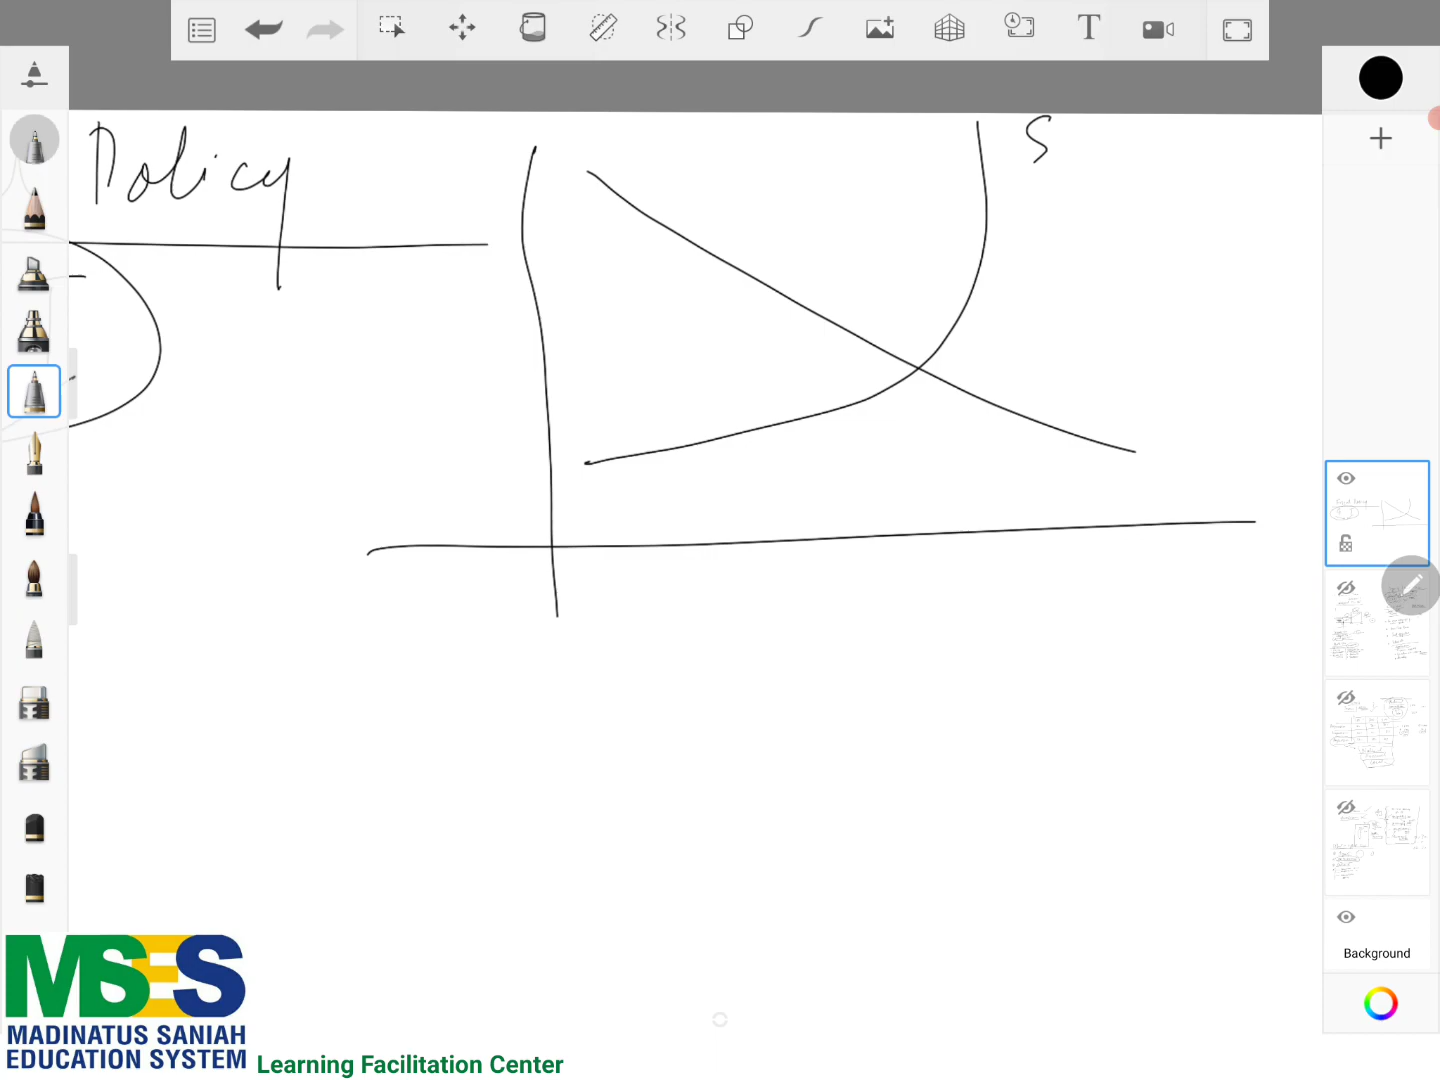 Policy
S
T
Background
MSES
MADINATUS SANIAH
EDUCATION SYSTEM
Learning Facilitation Center